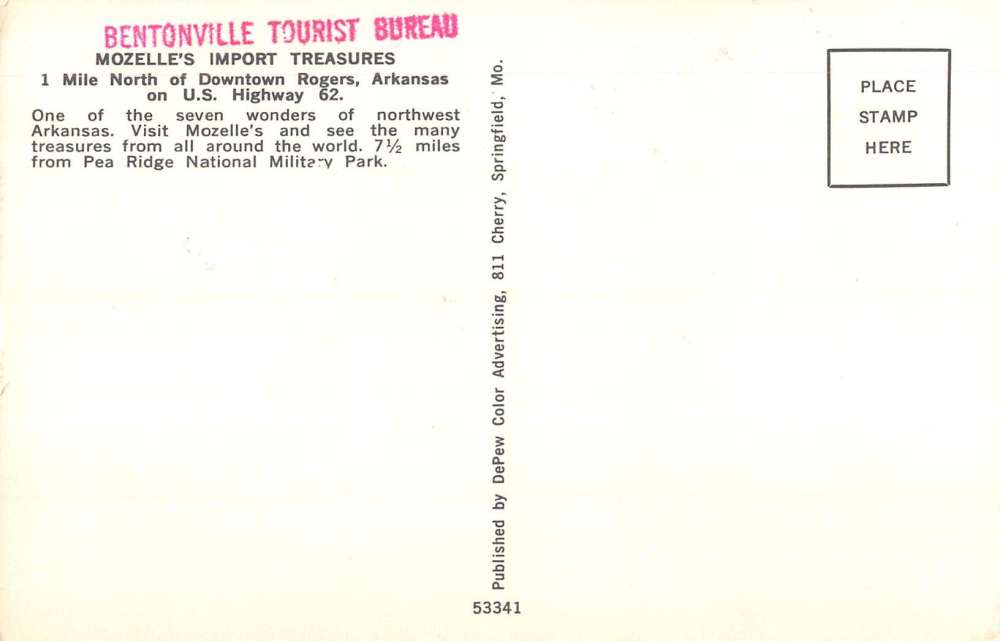 BENTONVILLE TOURIST BUREAU
MOZELLE'S IMPORT TREASURES
1 Mile North of Downtown Rogers, Arkansas
on U.S. Highway 62.
One of the seven wonders of northwest
Arkansas. Visit Mozelle's and see the many
treasures from all around the world. 7½ miles
from Pea Ridge National Military Park.
Published by DePew Color Advertising, 811 Cherry, Springfield, Mo.
53341
PLACE
STAMP
HERE